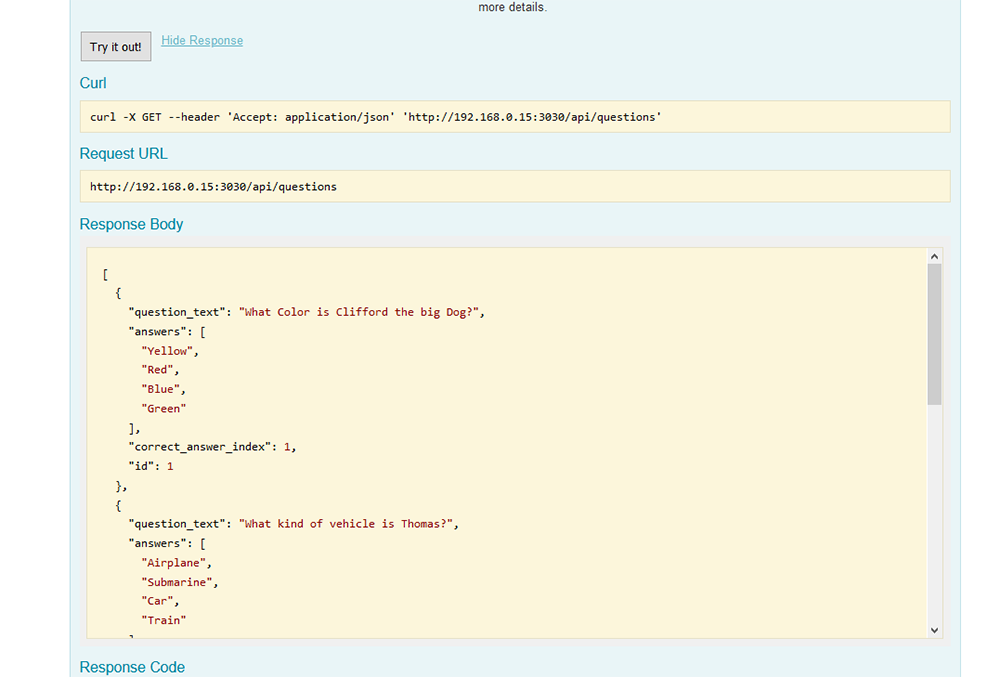 more details.
Try it out!
Hide Response
Curl
curl -X GET --header 'Accept: application/json' 'http://192.168.0.15:3030/api/questions'
Request URL
http://192.168.0.15:3030/api/questions
Response Body
[
{
"question_text": "What Color is Clifford the big Dog?",
"answers": [
"Yellow",
"Red",
"Blue",
"Green"
],
"correct_answer_index": 1,
"id": 1
},
{
"question_text": "What kind of vehicle is Thomas?",
"answers": [
"Airplane",
"Submarine",
"Car",
"Train"
Response Code